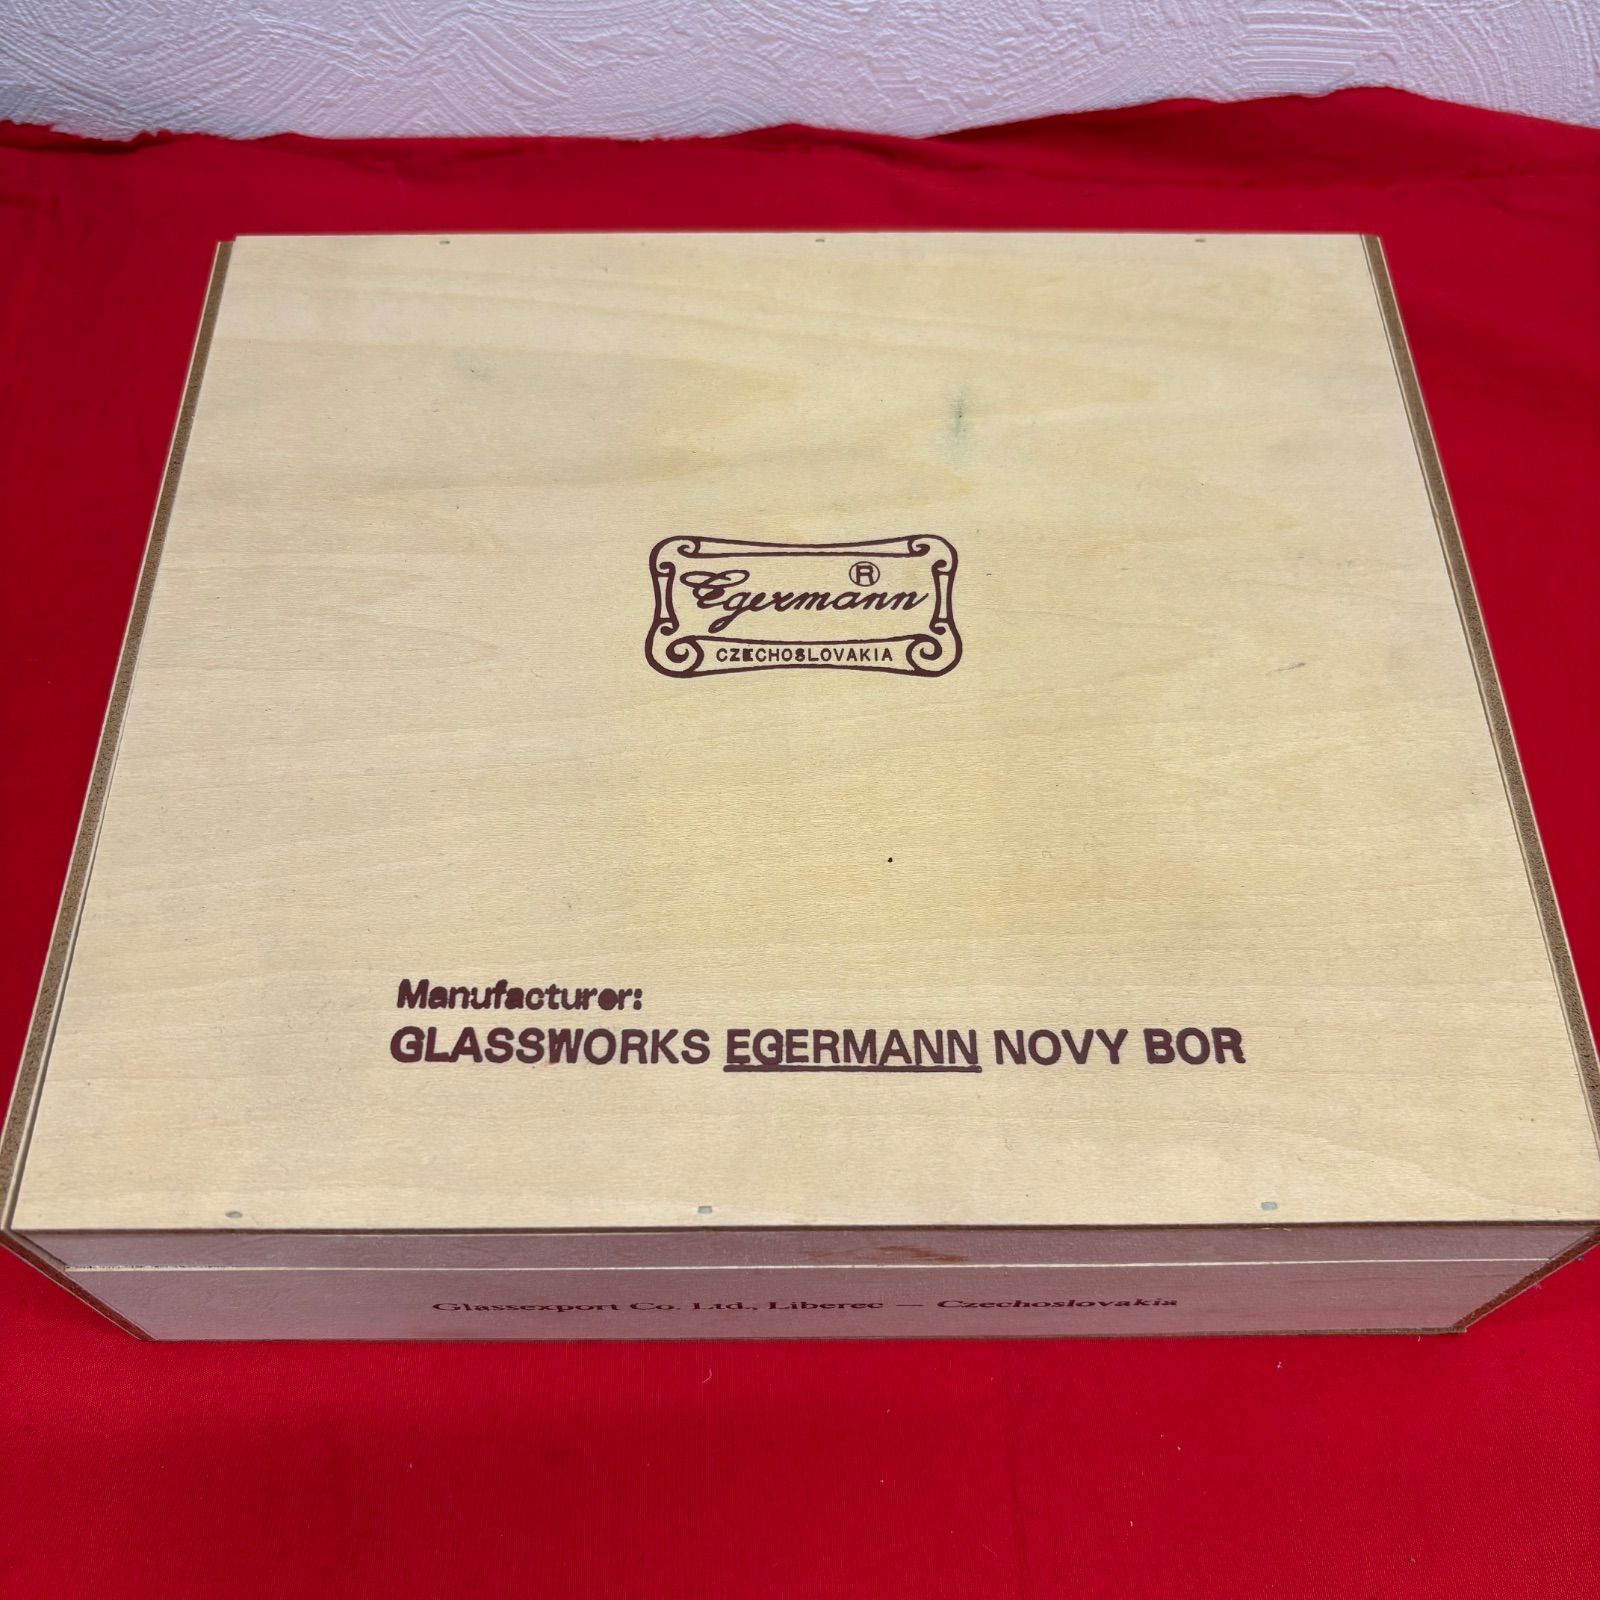 Egermann ®
CZECHOSLOVAKIA
Manufacturer:
GLASSWORKS EGERMANN NOVY BOR
Glassexport Co. Ltd., Liberec — Czechoslovakia